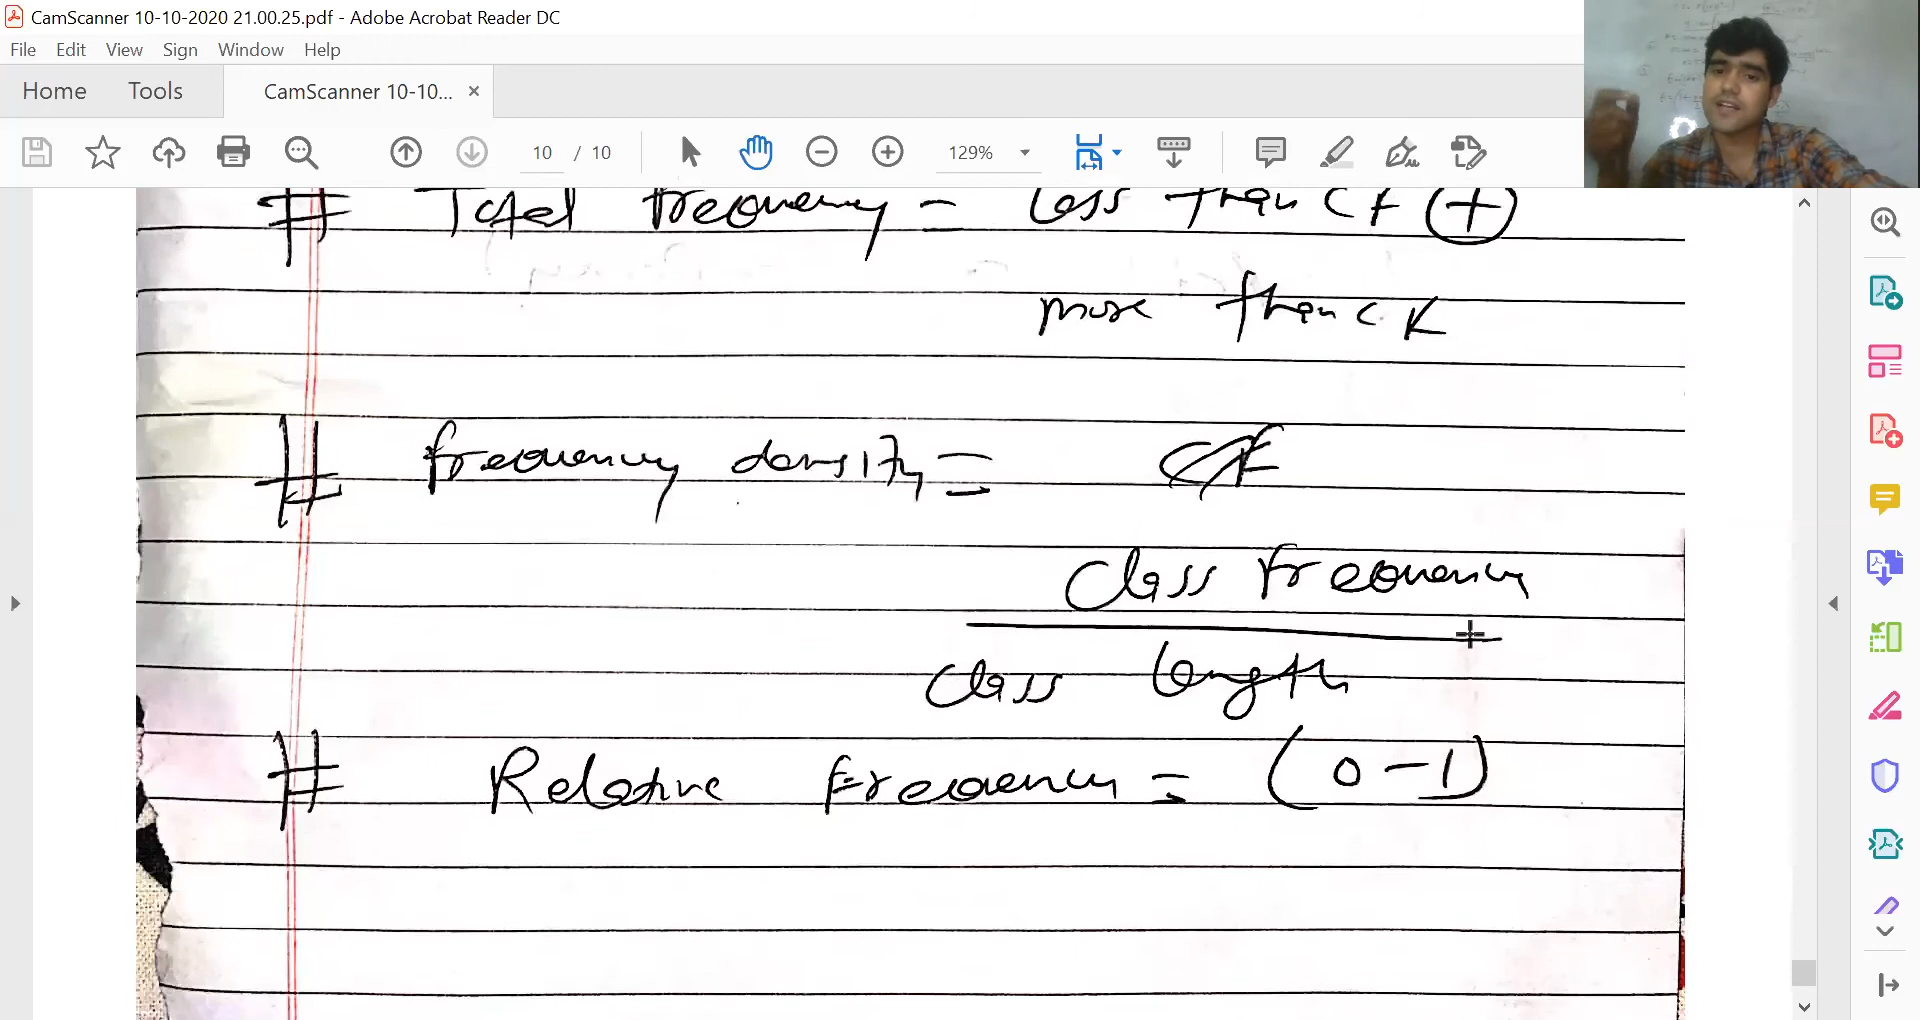 CamScanner 10-10-2020 21.00.25.pdf - Adobe Acrobat Reader DC
File Edit View Sign Window Help
Home Tools CamScanner 10-10... ×
10 / 10 129%
# Total frequency = Less than CF (+)
more than CF
# frequency density =
Class frequency
Class length
# Relative Frequency = (0-1)